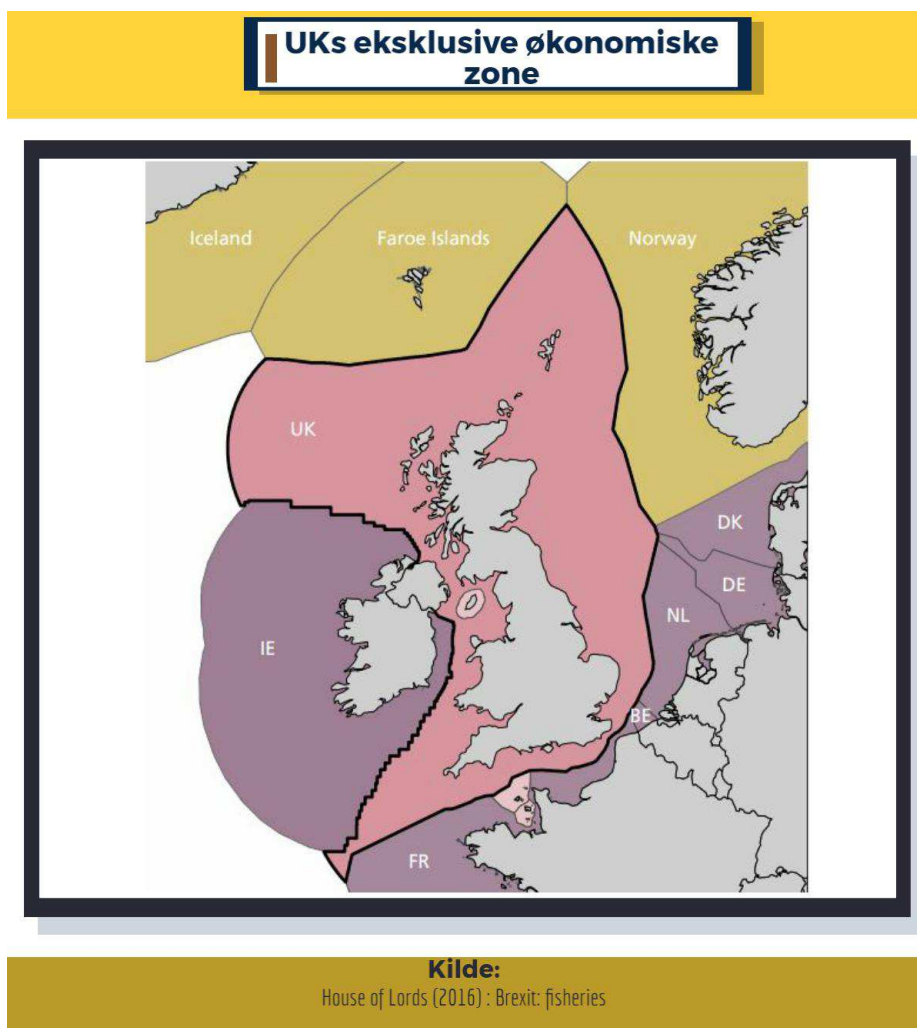 UKs eksklusive økonomiske
zone
Iceland
Faroe Islands
Norway
UK
DK
DE
NL
IE
BE
FR
Kilde:
House of Lords (2016) : Brexit: fisheries